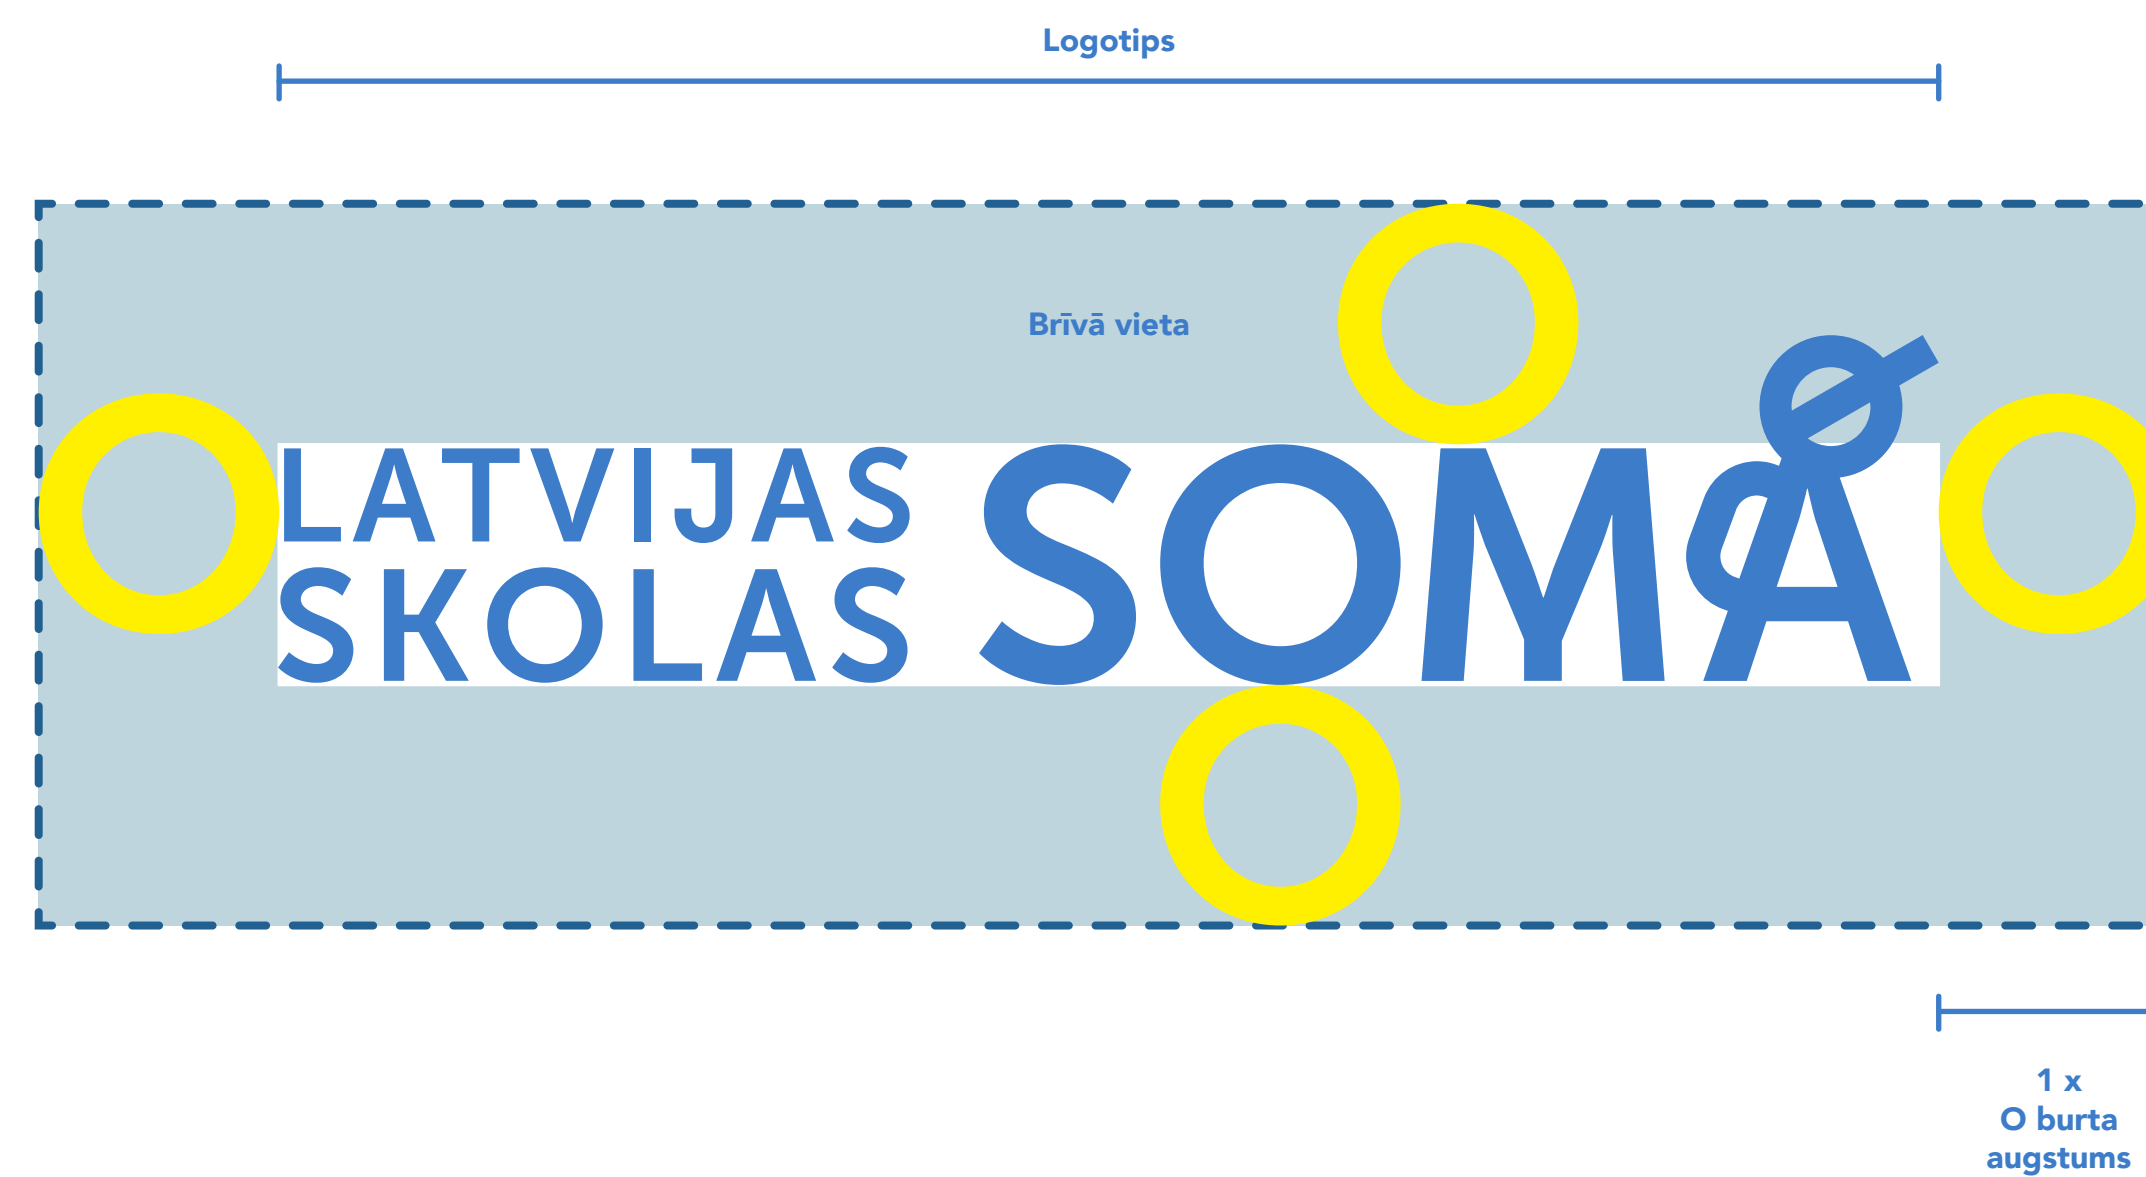 Logotips
Brīvā vieta
LATVIJAS
SKOLAS
SOMA
1 x
O burta
augstums